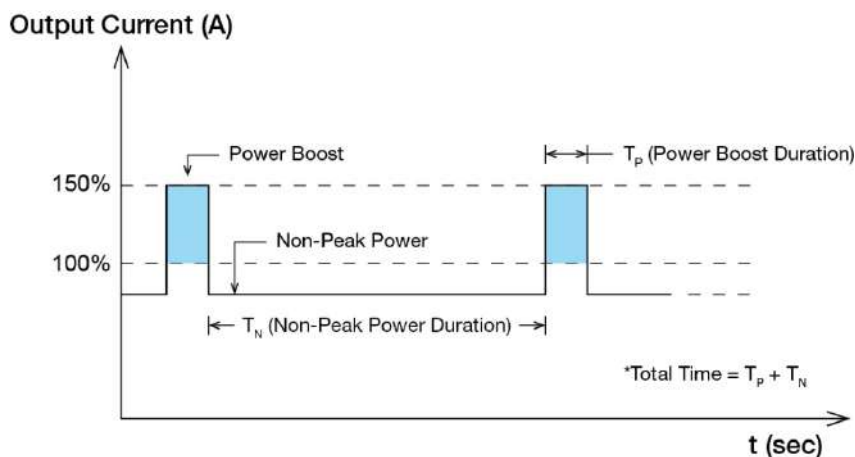 Output Current (A)
Power Boost
T_P (Power Boost Duration)
150%
Non-Peak Power
100%
T_N (Non-Peak Power Duration)
*Total Time = T_P + T_N
t (sec)